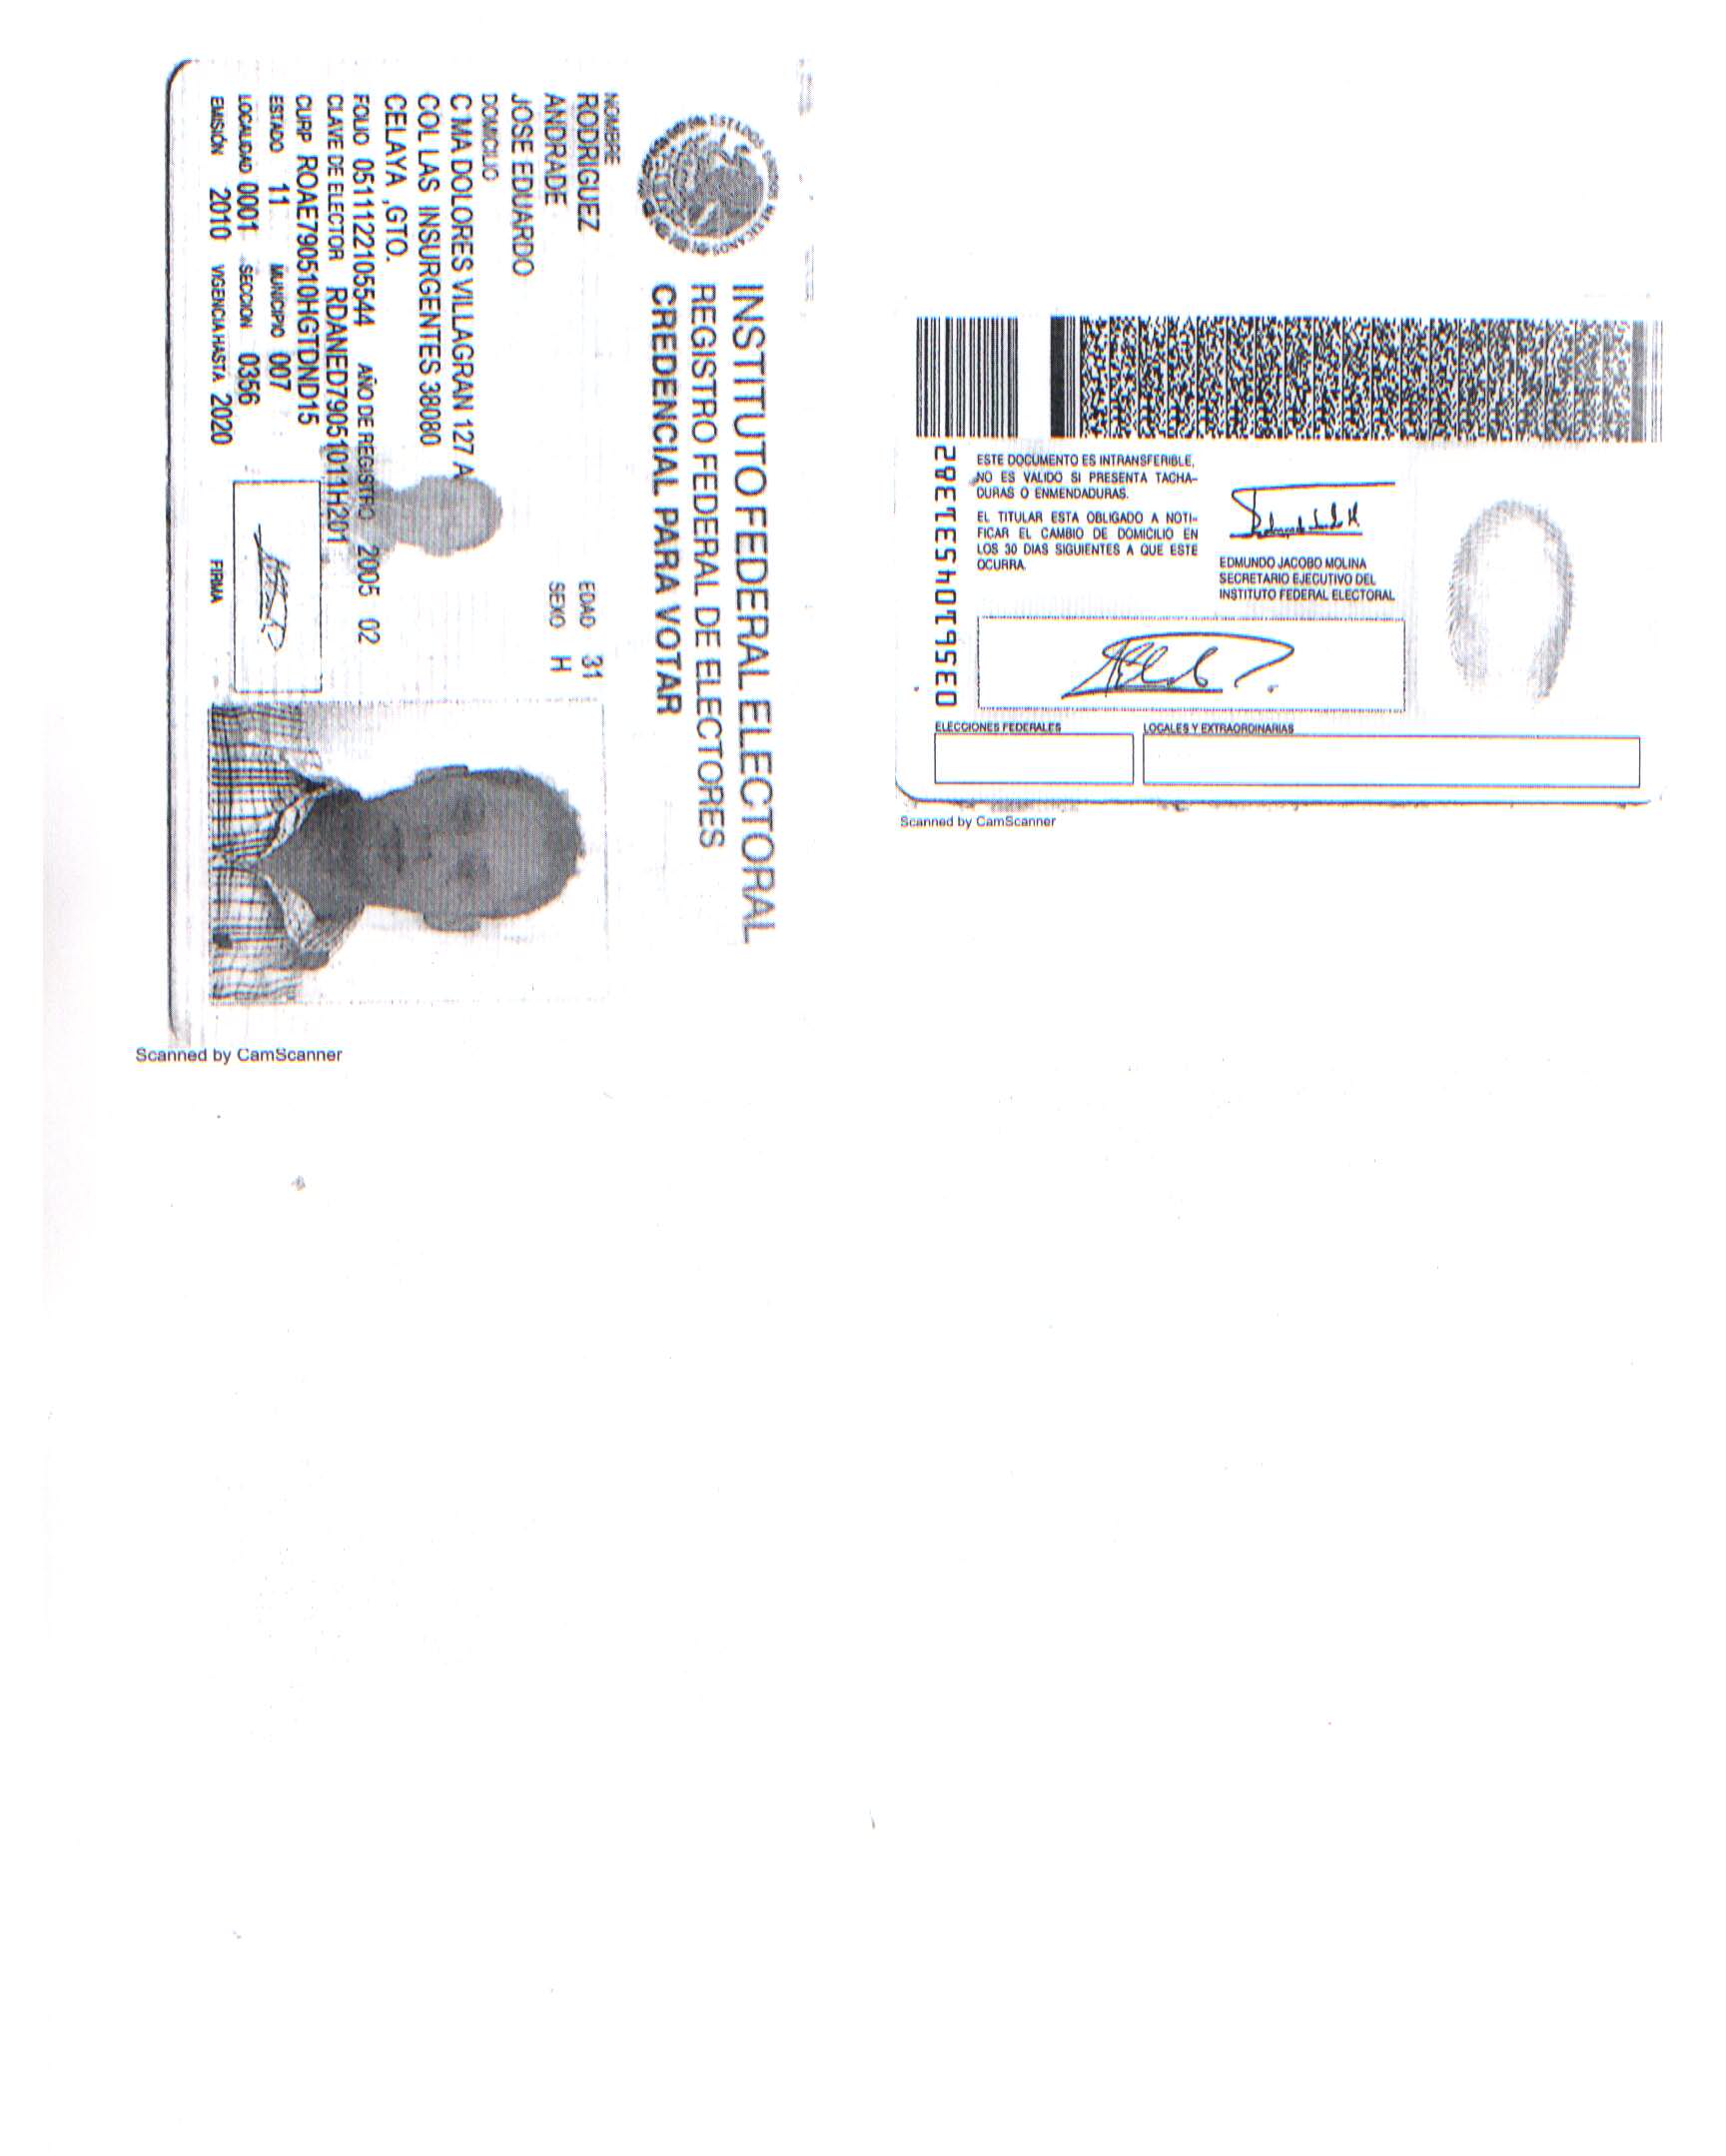 INSTITUTO FEDERAL ELECTORAL
REGISTRO FEDERAL DE ELECTORES
CREDENCIAL PARA VOTAR
ESTADOS UNIDOS MEXICANOS
NOMBRE
RODRIGUEZ
ANDRADE
JOSE EDUARDO
EDAD 31
SEXO H
DOMICILIO
C MA DOLORES VILLAGRAN 127 A
COL LAS INSURGENTES 38080
CELAYA ,GTO.
FOLIO 0511122105544 AÑO DE REGISTRO 2005 02
CLAVE DE ELECTOR RDANED79051011H201
CURP ROAE790510HGTDND15
ESTADO 11 MUNICIPIO 007
LOCALIDAD 0001 SECCION 0356
EMISIÓN 2010 VIGENCIA HASTA 2020
FIRMA
Scanned by CamScanner
ESTE DOCUMENTO ES INTRANSFERIBLE,
NO ES VALIDO SI PRESENTA TACHA-
DURAS O ENMENDADURAS.
EL TITULAR ESTA OBLIGADO A NOTI-
FICAR EL CAMBIO DE DOMICILIO EN
LOS 30 DIAS SIGUIENTES A QUE ESTE
OCURRA.
EDMUNDO JACOBO MOLINA
SECRETARIO EJECUTIVO DEL
INSTITUTO FEDERAL ELECTORAL
0356104531382
ELECCIONES FEDERALES
LOCALES Y EXTRAORDINARIAS
Scanned by CamScanner